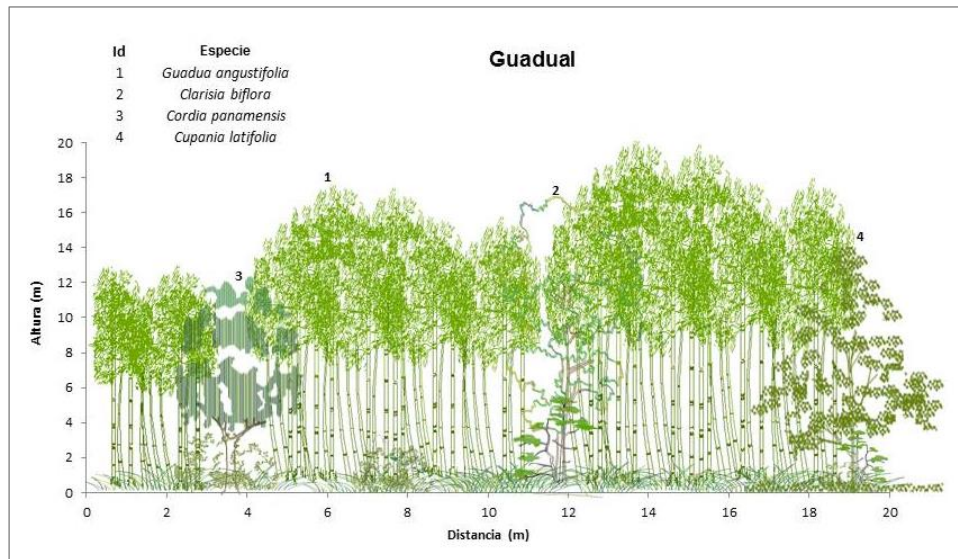 Guadual
Id Especie
1 Guadua angustifolia
2 Clarisia biflora
3 Cordia panamensis
4 Cupania latifolia
20
18
16
14
12
10
8
6
4
2
0
Altura (m)
1
2
3
4
0 2 4 6 8 10 12 14 16 18 20
Distancia (m)